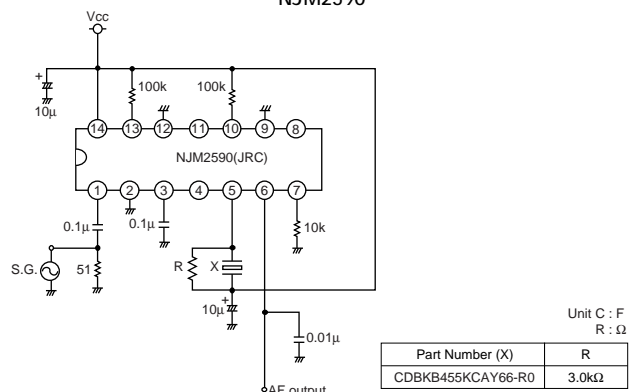 NJM2590
Vcc
+
10μ
100k
100k
14
13
12
11
10
9
8
NJM2590(JRC)
1
2
3
4
5
6
7
0.1μ
0.1μ
10k
S.G.
51
R
X
+
10μ
0.01μ
AF output
Unit C : F
R : Ω
Part Number (X) R
CDBKB455KCAY66-R0 3.0kΩ